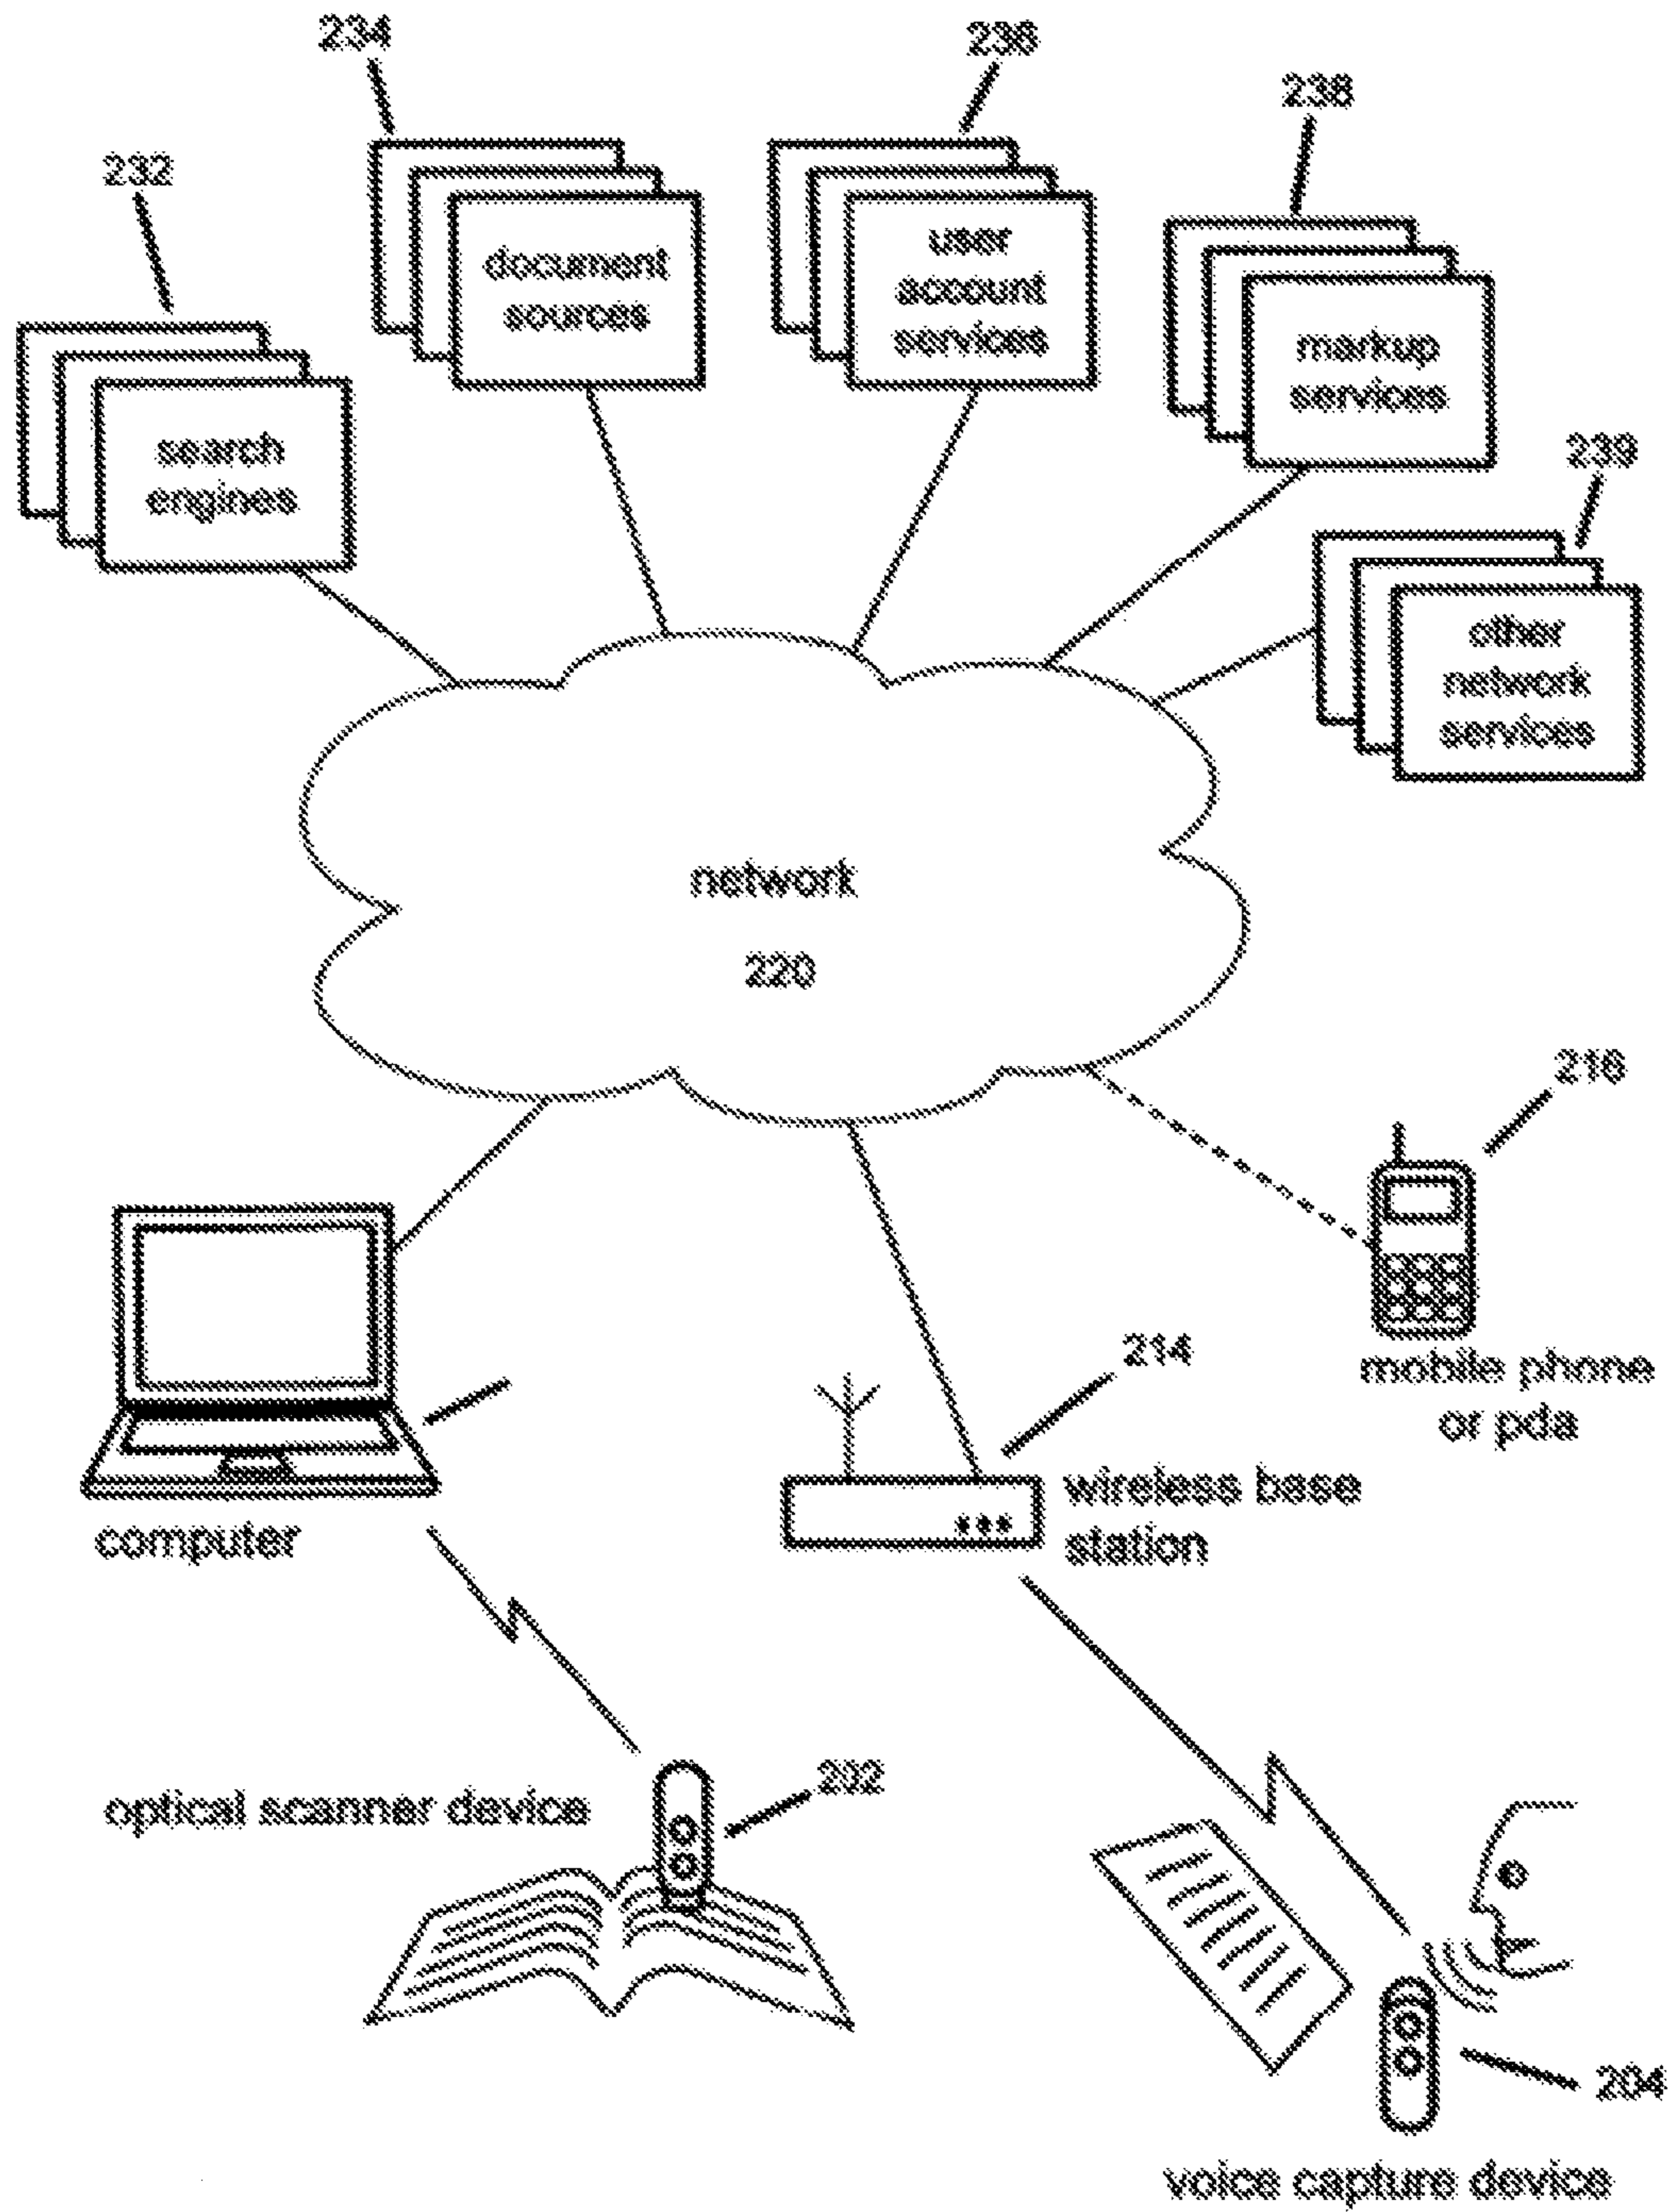 234
236
238
232
document
sources
user
account
services
markup
services
search
engines
239
other
network
services
network
220
216
mobile phone
or pda
214
wireless base
station
computer
optical scanner device
202
204
voice capture device